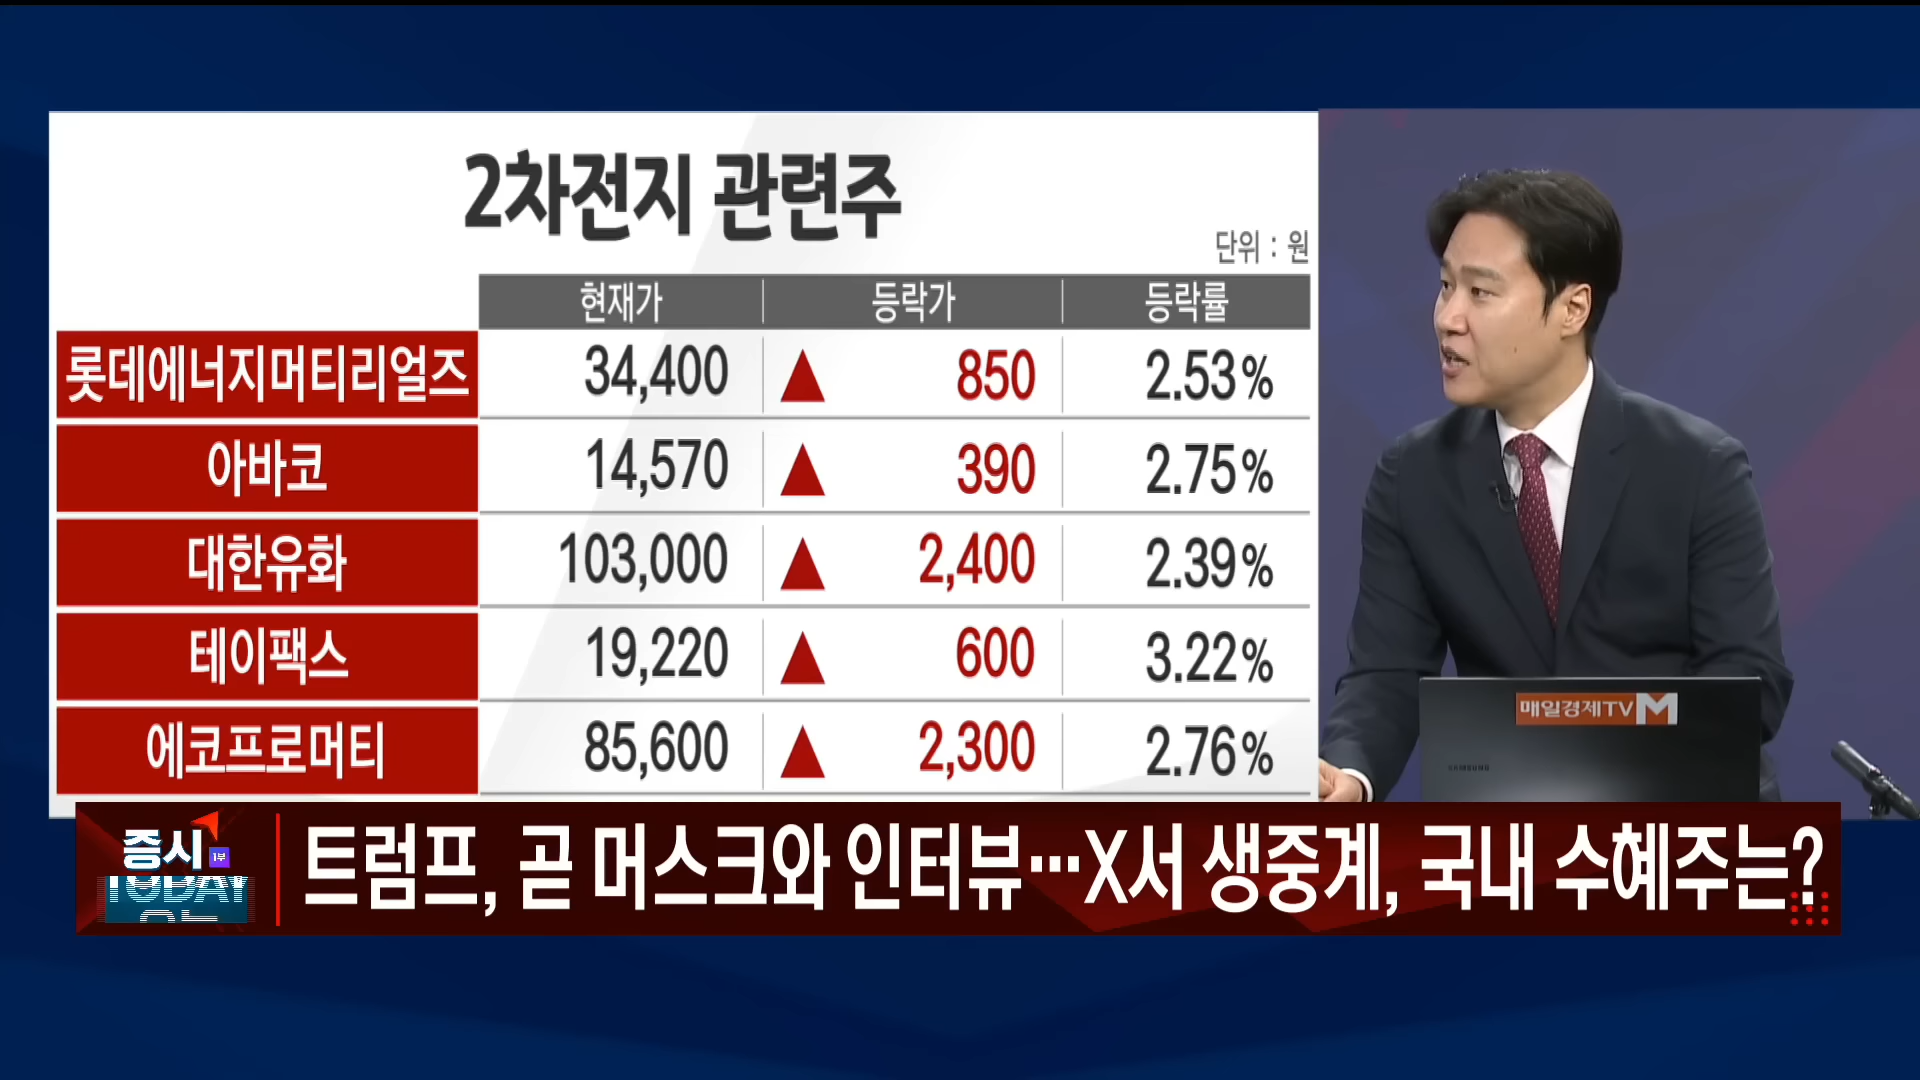 2차전지 관련주
단위 : 원
현재가 등락가 등락률
롯데에너지머티리얼즈 34,400 ▲ 850 2.53%
아바코 14,570 ▲ 390 2.75%
대한유화 103,000 ▲ 2,400 2.39%
테이팩스 19,220 ▲ 600 3.22%
에코프로머티 85,600 ▲ 2,300 2.76%
매일경제TV M
SAMSUNG
증시 1부
TODAY
트럼프, 곧 머스크와 인터뷰…X서 생중계, 국내 수혜주는?